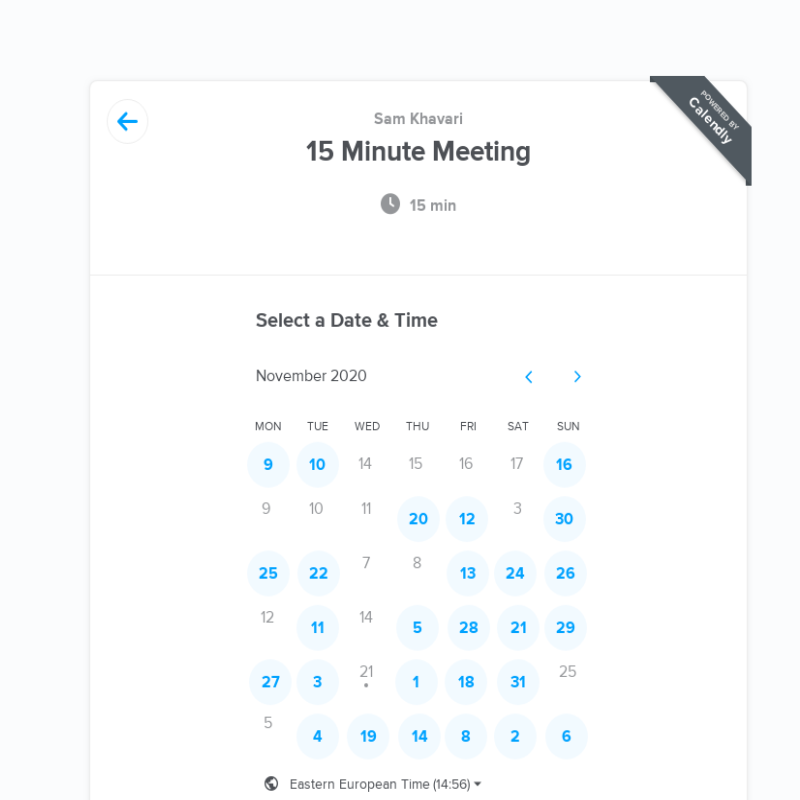 POWERED BY
Calendly
Sam Khavari
15 Minute Meeting
15 min
Select a Date & Time
November 2020
MON TUE WED THU FRI SAT SUN
9 10 14 15 16 17 16
9 10 11 20 12 3 30
25 22 7 8 13 24 26
12 11 14 5 28 21 29
27 3 21 1 18 31 25
5 4 19 14 8 2 6
Eastern European Time (14:56)